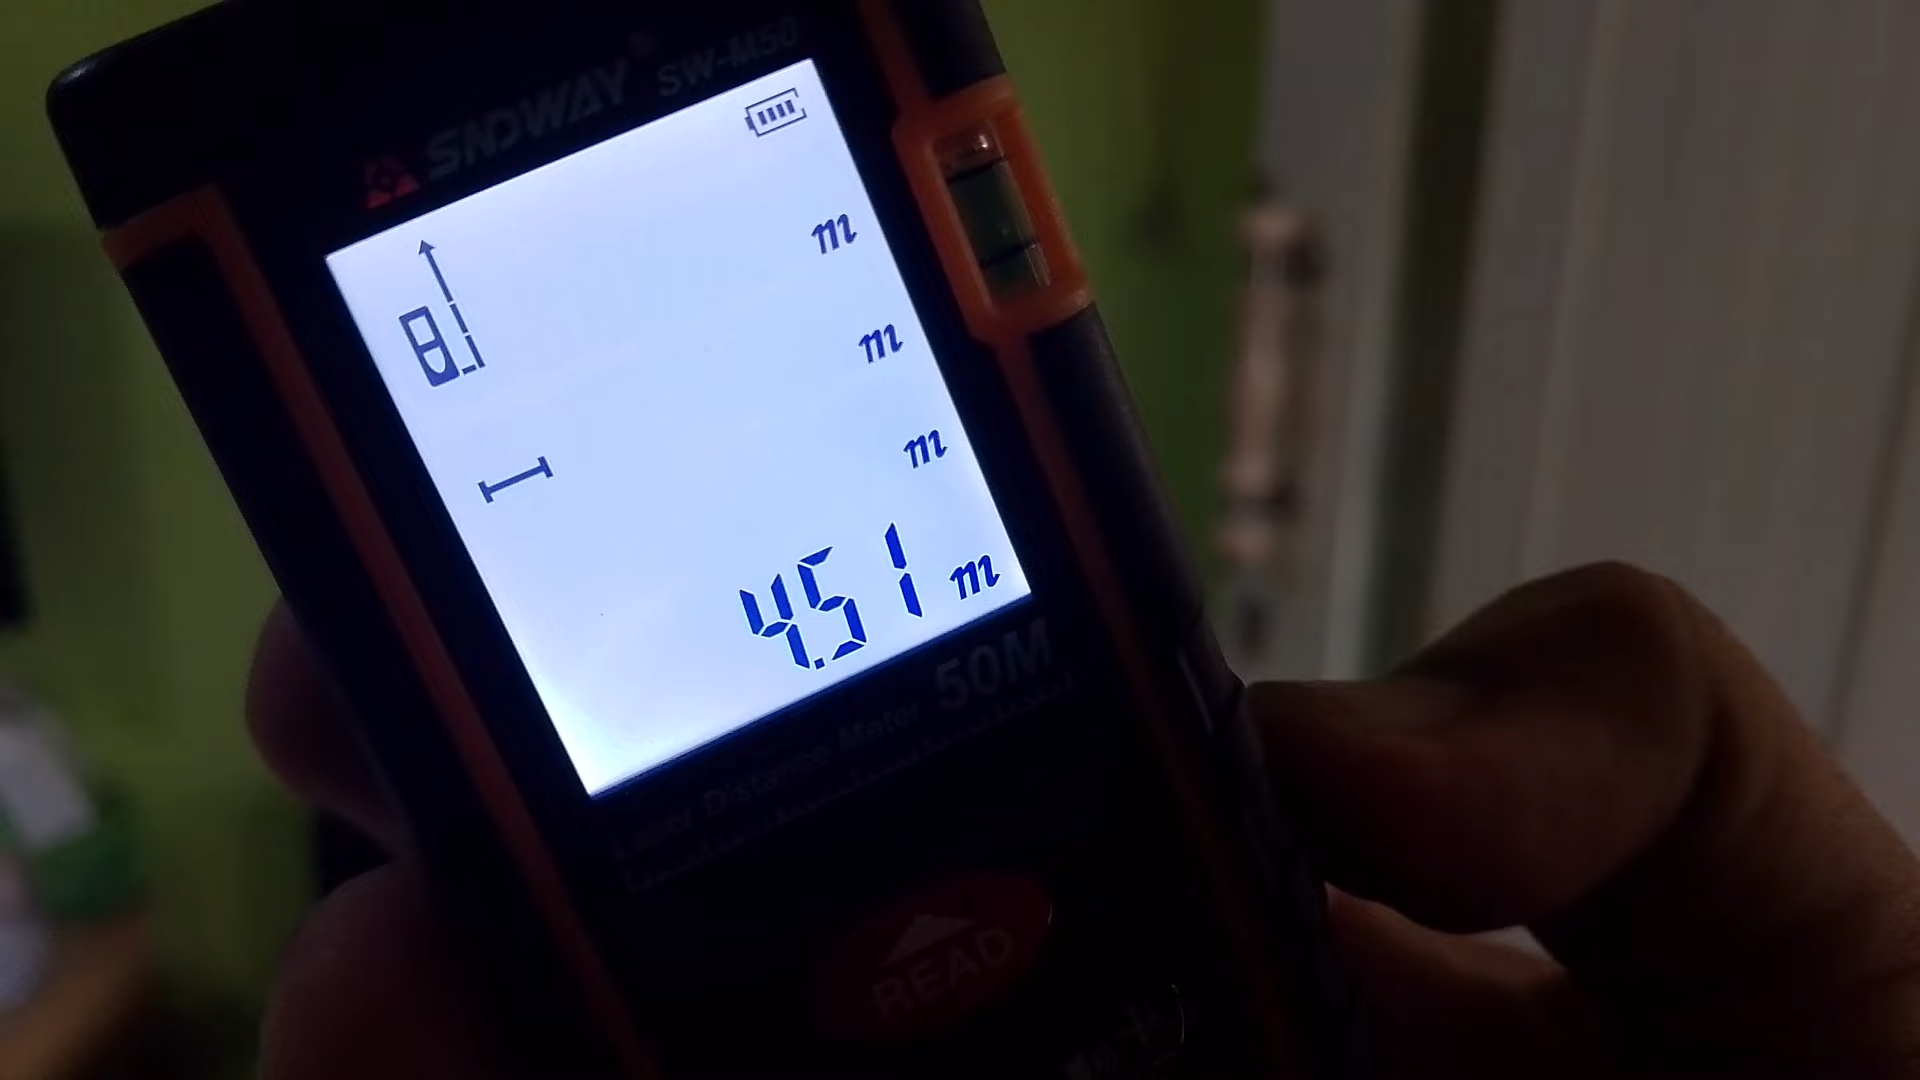 SNDWAY SW-M50
m
m
m
4.51 m
50M
Laser Distance Meter
READ